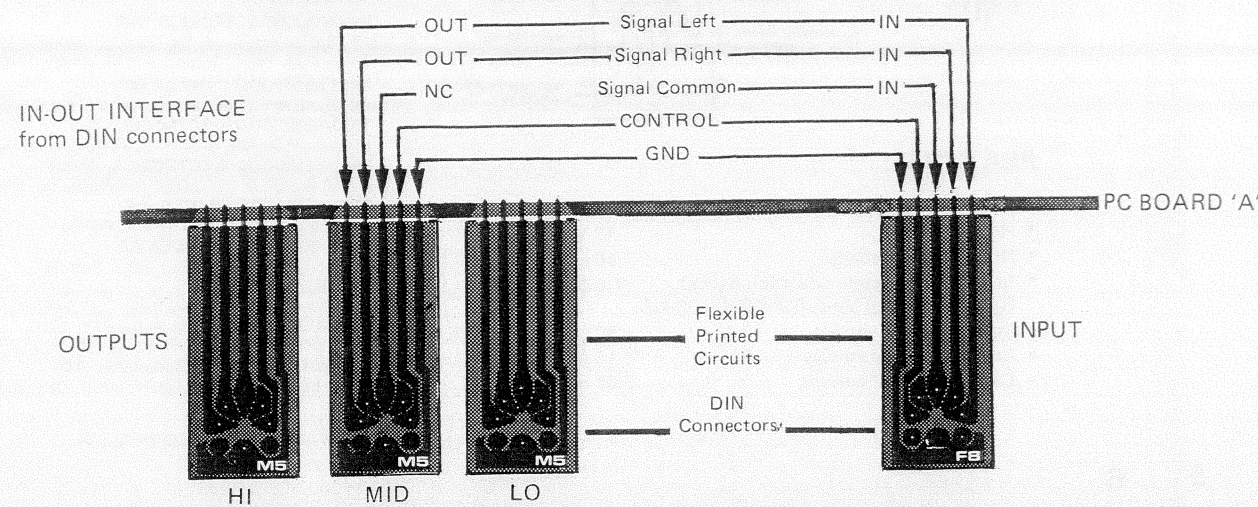 OUT Signal Left IN
OUT Signal Right IN
NC Signal Common IN
CONTROL
GND
IN-OUT INTERFACE
from DIN connectors
PC BOARD 'A'
OUTPUTS
Flexible
Printed
Circuits
INPUT
DIN
Connectors
M5 M5 M5 F8
HI MID LO